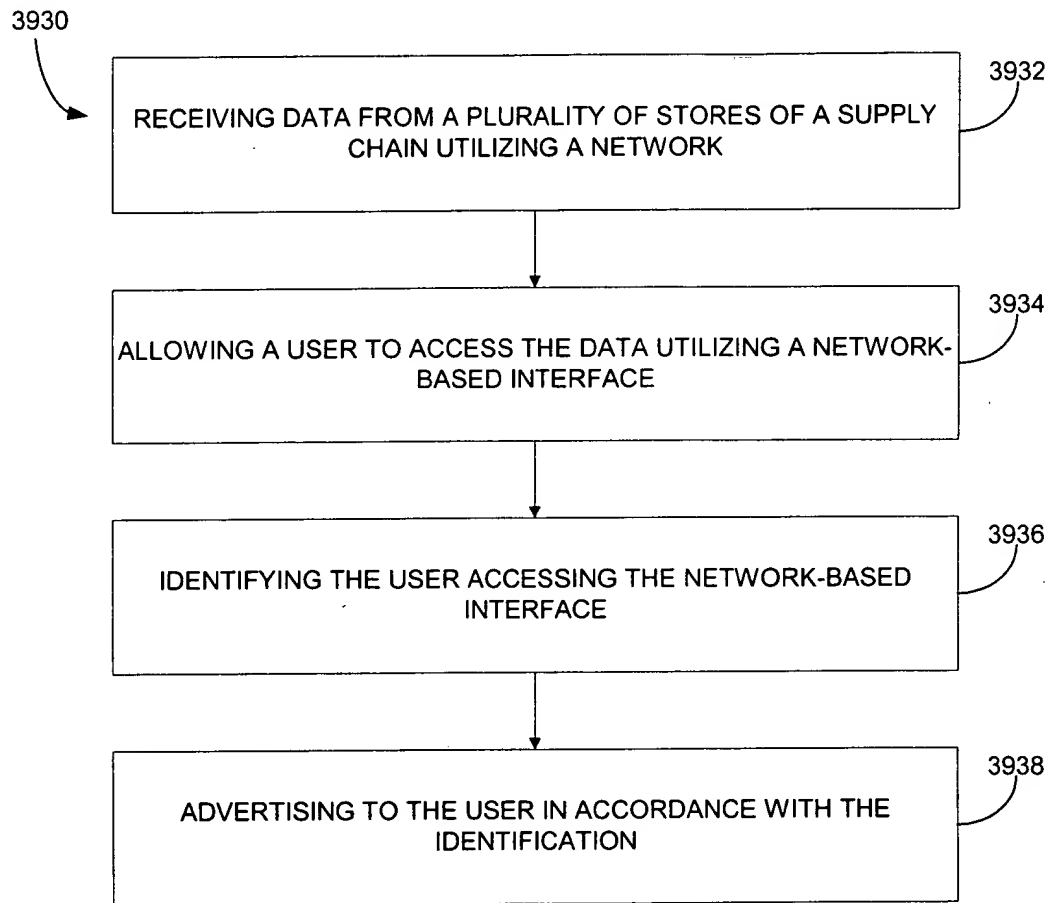 3930
3932
RECEIVING DATA FROM A PLURALITY OF STORES OF A SUPPLY
CHAIN UTILIZING A NETWORK
3934
ALLOWING A USER TO ACCESS THE DATA UTILIZING A NETWORK-
BASED INTERFACE
3936
IDENTIFYING THE USER ACCESSING THE NETWORK-BASED
INTERFACE
3938
ADVERTISING TO THE USER IN ACCORDANCE WITH THE
IDENTIFICATION